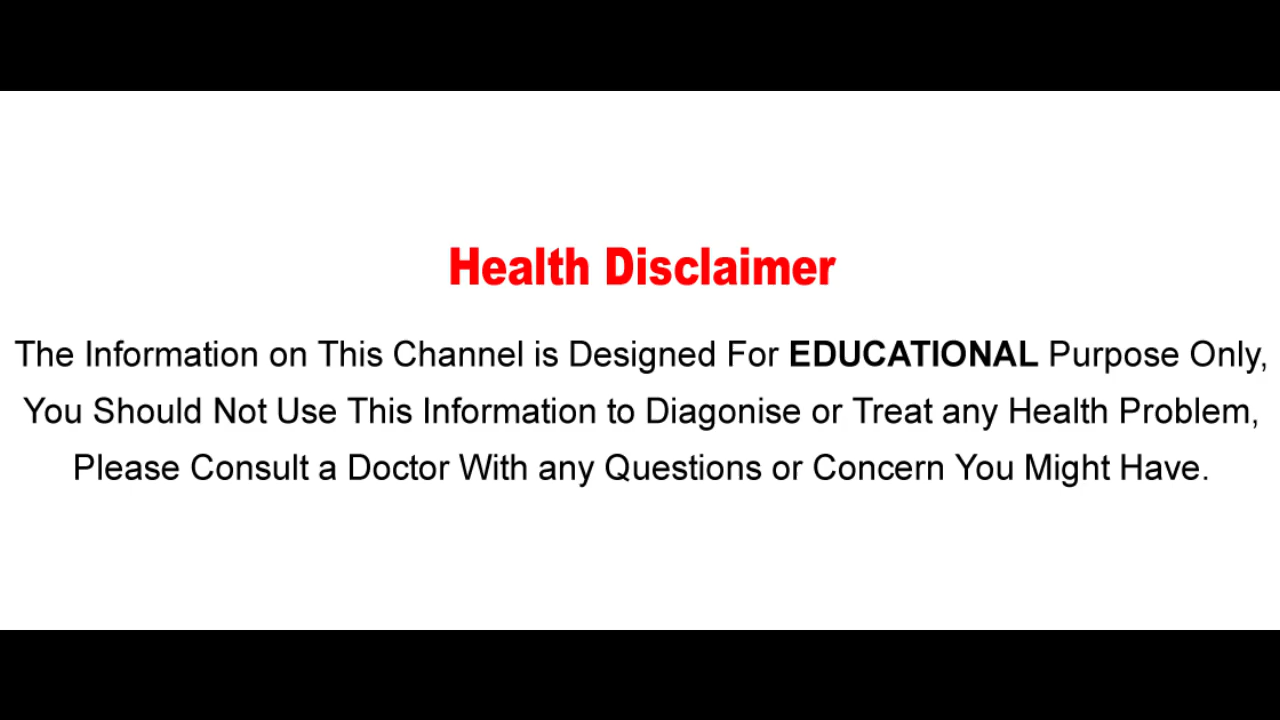 Health Disclaimer
The Information on This Channel is Designed For EDUCATIONAL Purpose Only,
You Should Not Use This Information to Diagonise or Treat any Health Problem,
Please Consult a Doctor With any Questions or Concern You Might Have.